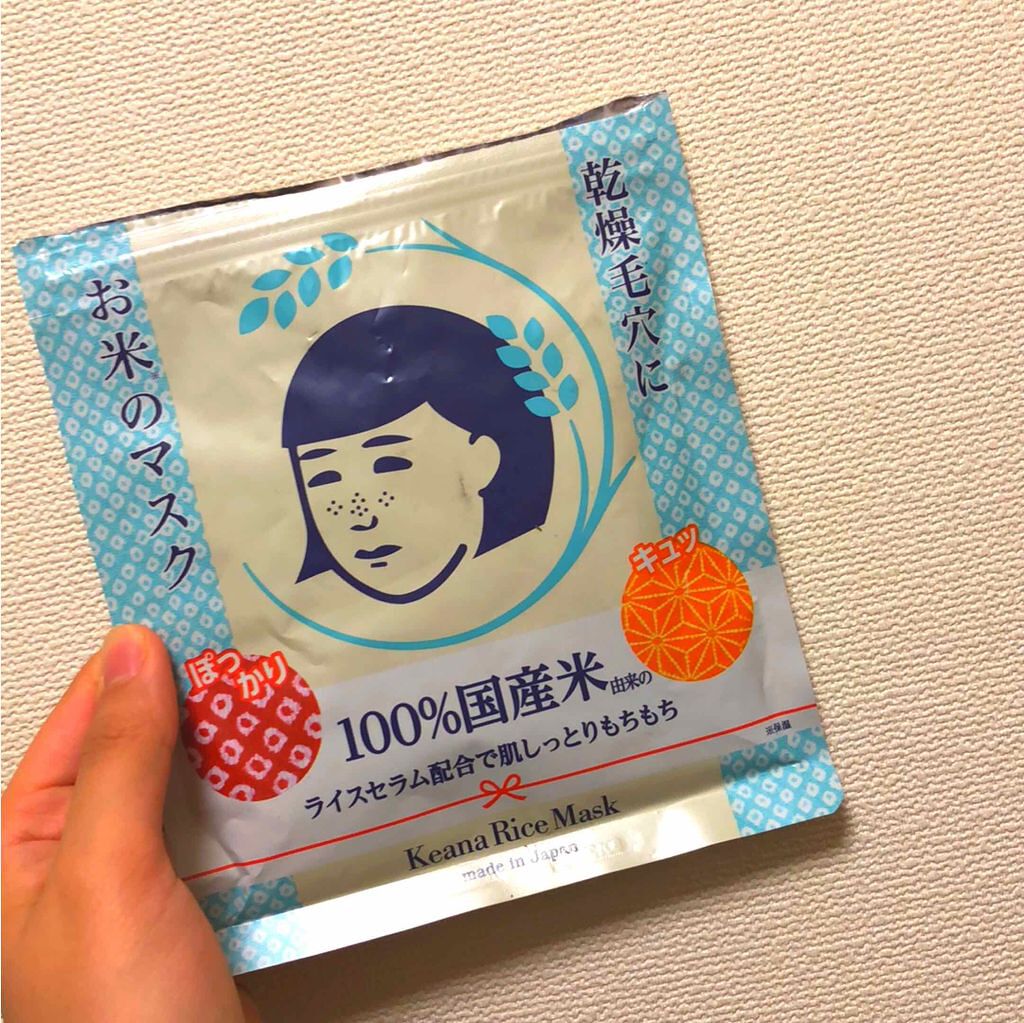 乾燥毛穴に
お米のマスク
キュッ
ぽっかり
100%国産米由来の
ライスセラム配合で肌しっとりもちもち
※保湿
Keana Rice Mask
made in Japan